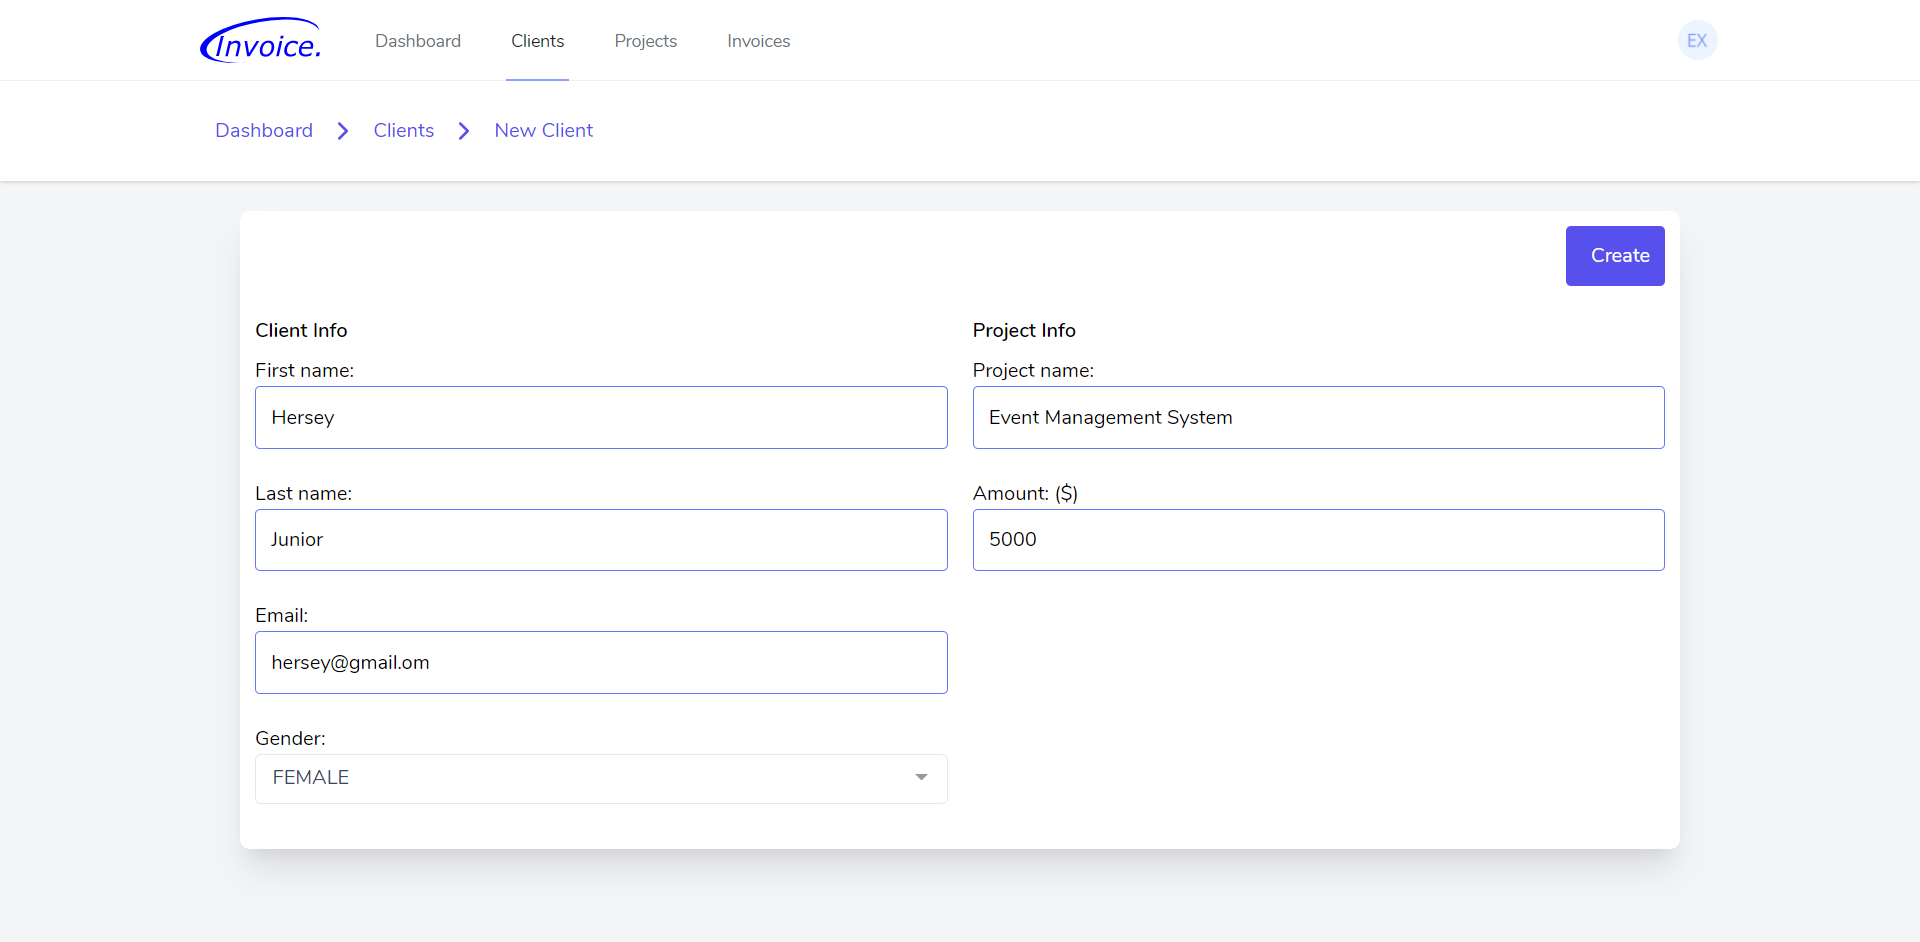 Invoice. Dashboard Clients Projects Invoices EX
Dashboard Clients New Client
Create
Client Info
First name:
Hersey
Last name:
Junior
Email:
hersey@gmail.om
Gender:
FEMALE
Project Info
Project name:
Event Management System
Amount: ($)
5000